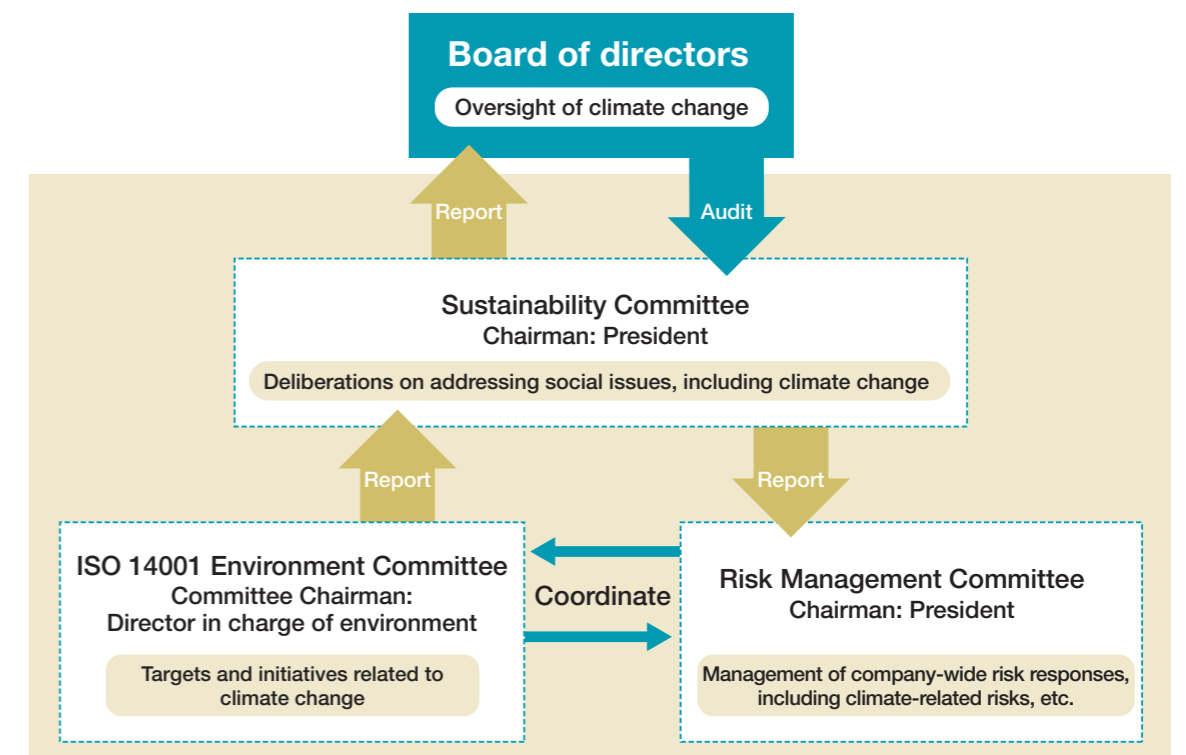 Board of directors
Oversight of climate change
Report
Audit
Sustainability Committee
Chairman: President
Deliberations on addressing social issues, including climate change
Report
Report
ISO 14001 Environment Committee
Committee Chairman:
Director in charge of environment
Targets and initiatives related to
climate change
Coordinate
Risk Management Committee
Chairman: President
Management of company-wide risk responses,
including climate-related risks, etc.